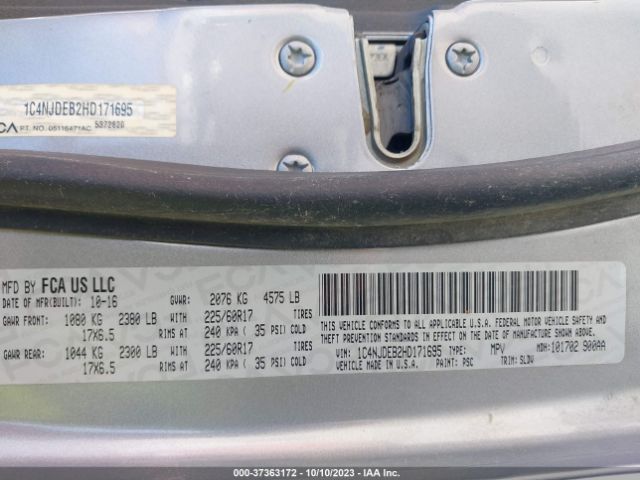 1C4NJDEB2HD171695
CA PT. NO. 05116471AC 5372820
MFD BY FCA US LLC
DATE OF MFR(BUILT): 10-16 GVWR: 2076 KG 4575 LB
GAWR FRONT: 1080 KG 2380 LB WITH 225/60R17 TIRES
17X6.5 RIMS AT 240 KPA ( 35 PSI) COLD
GAWR REAR: 1044 KG 2300 LB WITH 225/60R17 TIRES
17X6.5 RIMS AT 240 KPA ( 35 PSI) COLD
THIS VEHICLE CONFORMS TO ALL APPLICABLE U.S.A. FEDERAL MOTOR VEHICLE SAFETY, BUMPER AND
THEFT PREVENTION STANDARDS IN EFFECT ON THE DATE OF MANUFACTURE SHOWN ABOVE.
VIN: 1C4NJDEB2HD171695 TYPE: MPV MDH:101702 900AA
VEHICLE MADE IN U.S.A. PAINT: PSC TRIM: SLDV
000-37363172 - 10/10/2023 - IAA Inc.